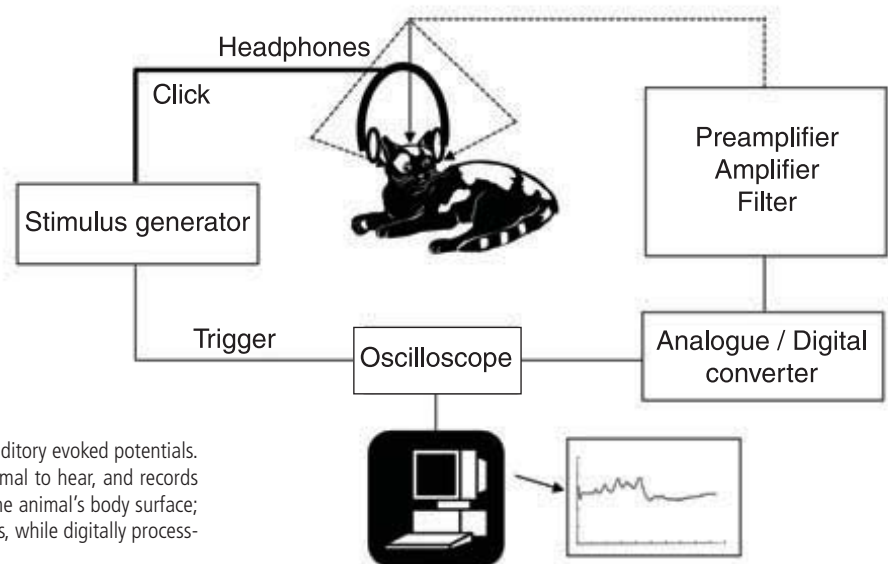 Headphones
Click
Stimulus generator
Preamplifier
Amplifier
Filter
Trigger
Oscilloscope
Analogue / Digital
converter
ditory evoked potentials.
mal to hear, and records
ne animal's body surface;
s, while digitally process-